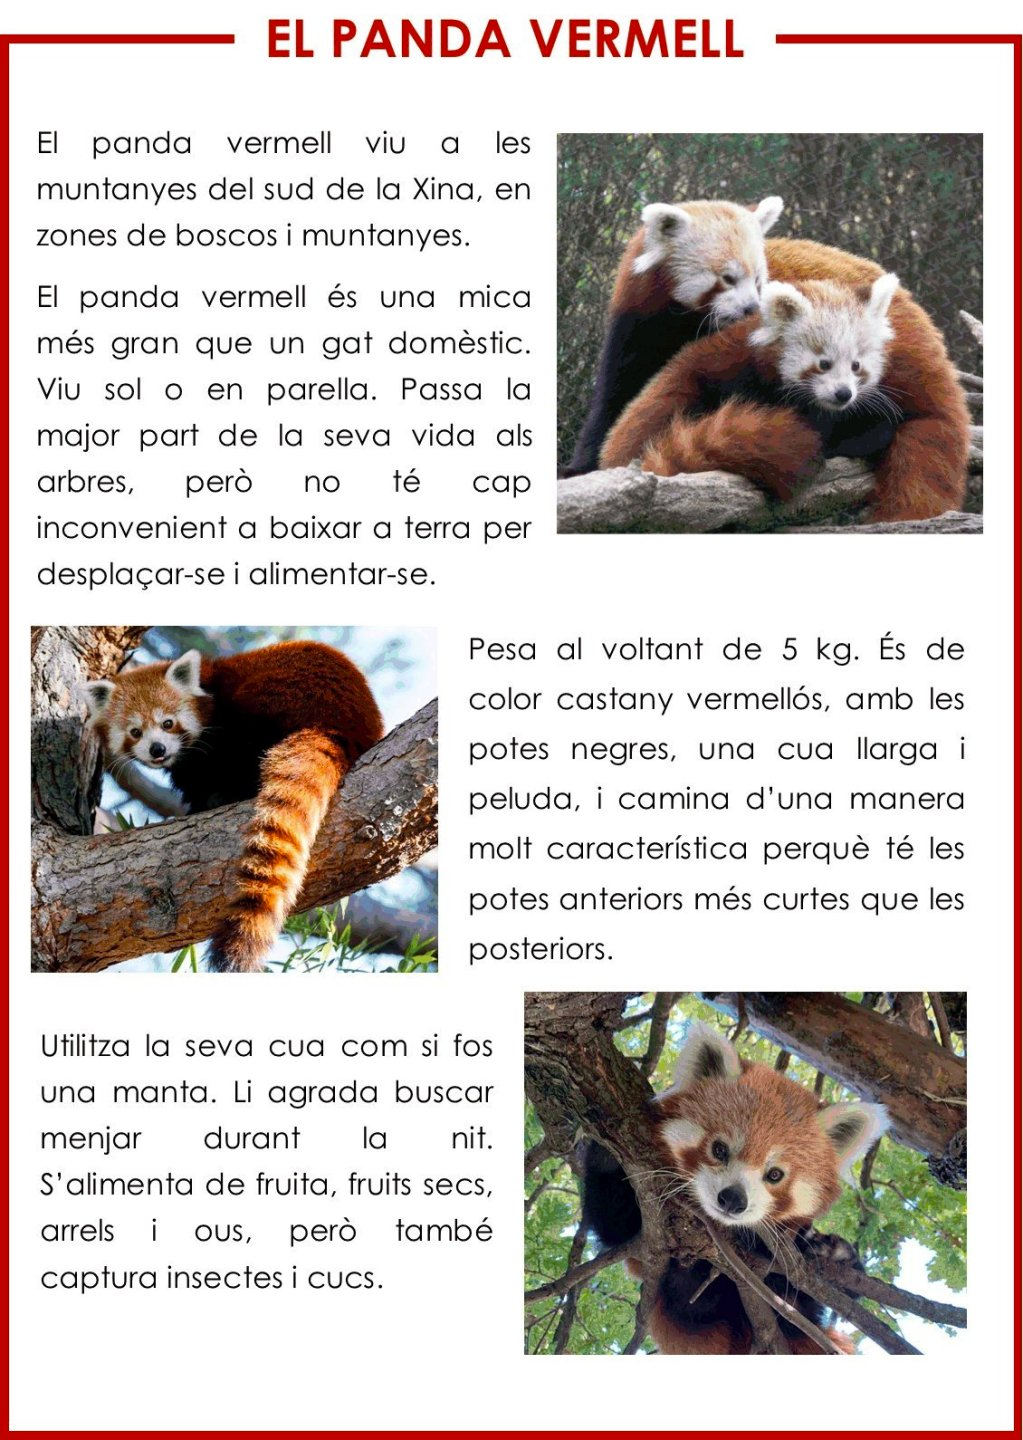 EL PANDA VERMELL
El panda vermell viu a les
muntanyes del sud de la Xina, en
zones de boscos i muntanyes.
El panda vermell és una mica
més gran que un gat domèstic.
Viu sol o en parella. Passa la
major part de la seva vida als
arbres, però no té cap
inconvenient a baixar a terra per
desplaçar-se i alimentar-se.
Pesa al voltant de 5 kg. És de
color castany vermellós, amb les
potes negres, una cua llarga i
peluda, i camina d'una manera
molt característica perquè té les
potes anteriors més curtes que les
posteriors.
Utilitza la seva cua com si fos
una manta. Li agrada buscar
menjar durant la nit.
S'alimenta de fruita, fruits secs,
arrels i ous, però també
captura insectes i cucs.